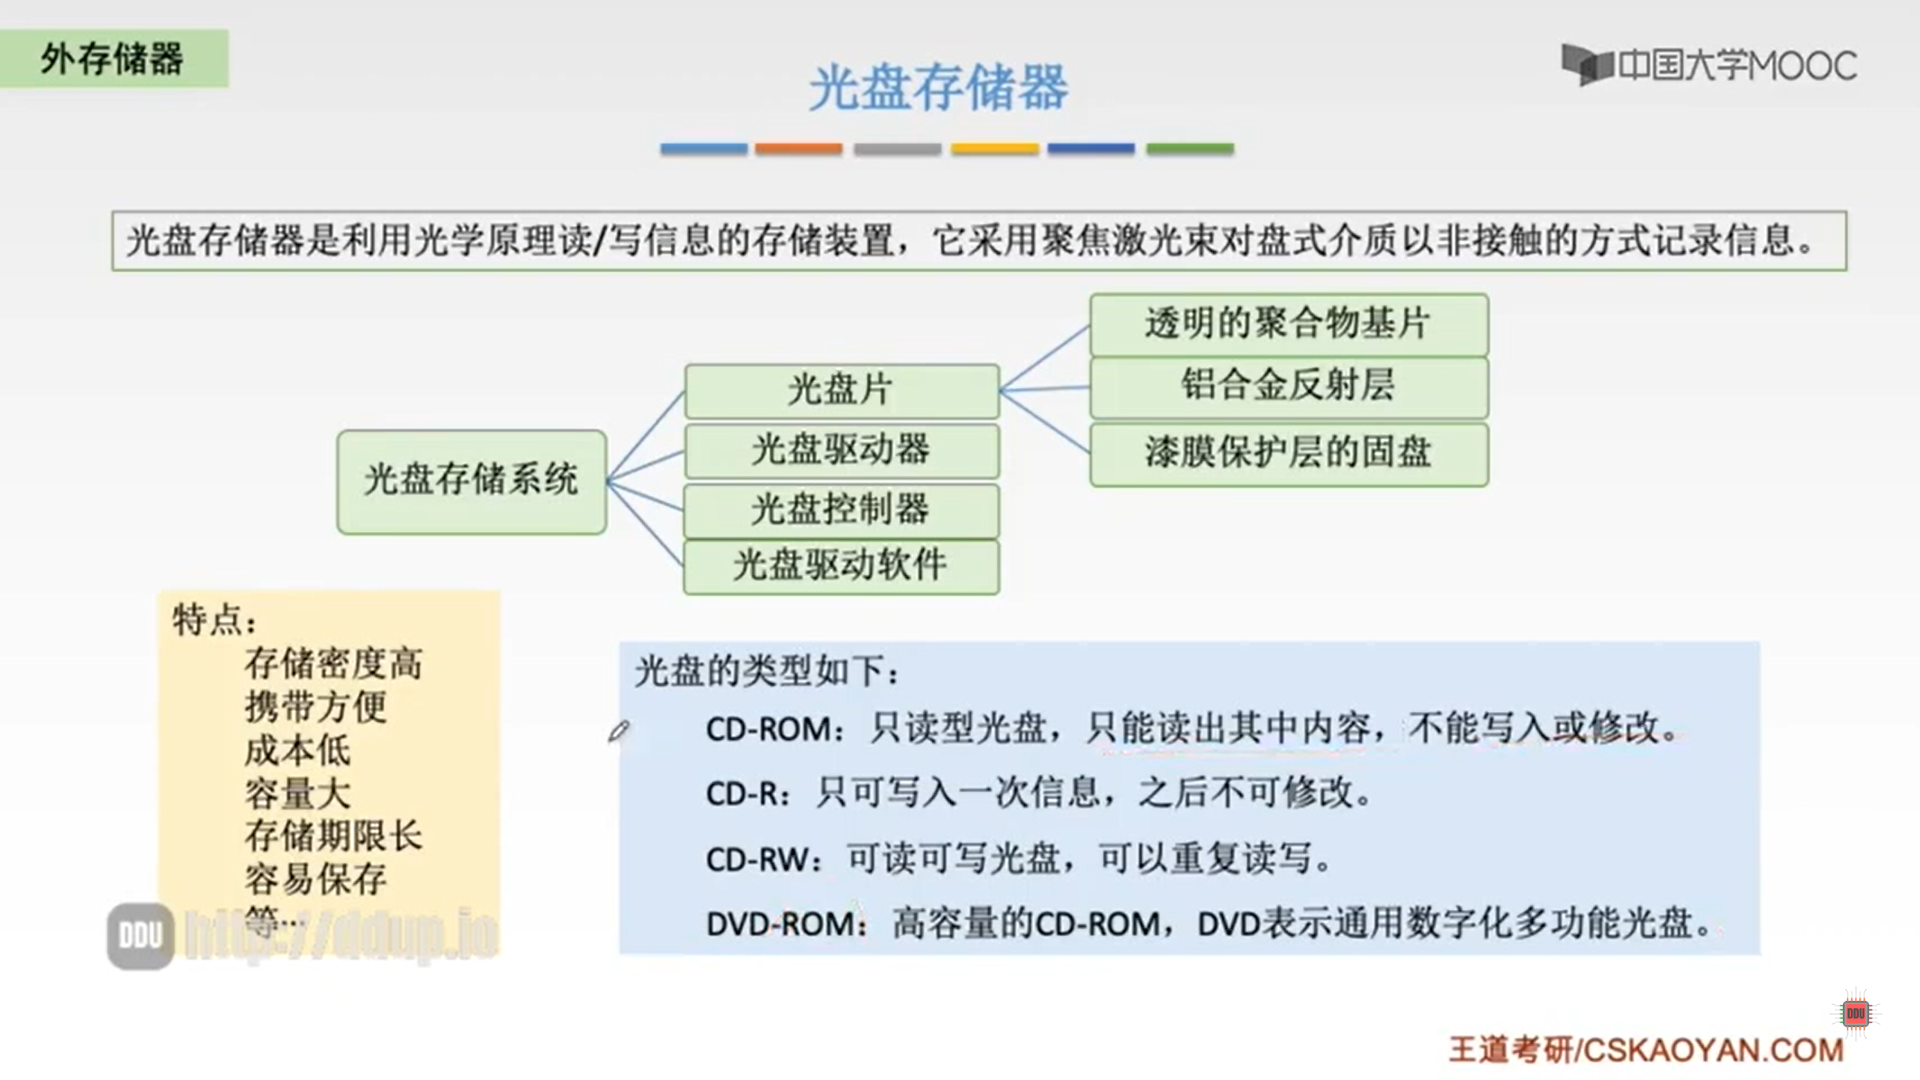 外存储器
中国大学MOOC
光盘存储器
光盘存储器是利用光学原理读/写信息的存储装置，它采用聚焦激光束对盘式介质以非接触的方式记录信息。
光盘存储系统
光盘片
光盘驱动器
光盘控制器
光盘驱动软件
透明的聚合物基片
铝合金反射层
漆膜保护层的固盘
特点：
存储密度高
携带方便
成本低
容量大
存储期限长
容易保存
等…
光盘的类型如下：
CD-ROM：只读型光盘，只能读出其中内容，不能写入或修改。
CD-R：只可写入一次信息，之后不可修改。
CD-RW：可读可写光盘，可以重复读写。
DVD-ROM：高容量的CD-ROM，DVD表示通用数字化多功能光盘。
DDU http://ddup.io
DDU
王道考研/CSKAOYAN.COM